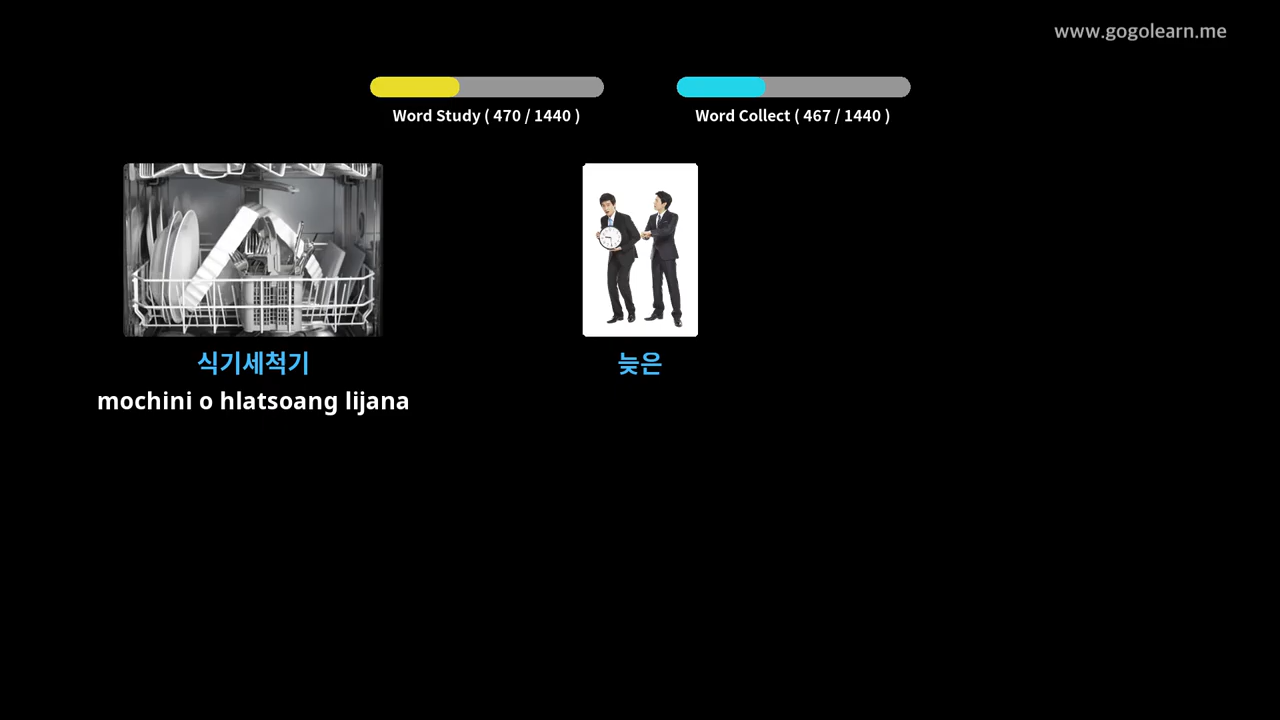 www.gogolearn.me
Word Study ( 470 / 1440 )
Word Collect ( 467 / 1440 )
식기세척기
mochini o hlatsoang lijana
늦은